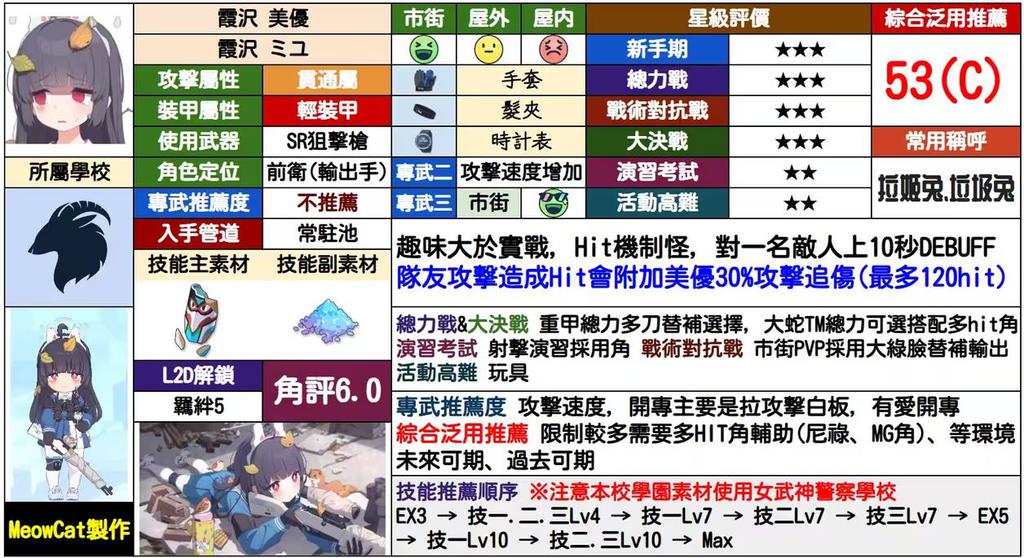 霞沢 美優
市街 屋外 屋内
星級評價
綜合泛用推薦
霞沢 ミユ
新手期 ★★★
53(C)
攻擊屬性 貫通屬
手套
總力戰 ★★★
裝甲屬性 輕裝甲
髮夾
戰術對抗戰 ★★★
使用武器 SR狙擊槍
時計表
大決戰 ★★★
常用稱呼
所屬學校
角色定位 前衛(輸出手)
專武二 攻擊速度增加
演習考試 ★★
垃姬兔.垃圾兔
專武推薦度 不推薦
專武三 市街
活動高難 ★★
入手管道 常駐池
趣味大於實戰, Hit機制怪, 對一名敵人上10秒DEBUFF
隊友攻擊造成Hit會附加美優30%攻擊追傷(最多120hit)
技能主素材 技能副素材
總力戰&大決戰 重甲總力多刀替補選擇, 大蛇TM總力可選搭配多hit角
演習考試 射擊演習採用角 戰術對抗戰 市街PVP採用大綠臉替補輸出
活動高難 玩具
L2D解鎖
羈絆5
角評6.0
專武推薦度 攻擊速度, 開專主要是拉攻擊白板, 有愛開專
綜合泛用推薦 限制較多需要多HIT角輔助(尼祿、MG角)、等環境
未來可期、過去可期
技能推薦順序 ※注意本校學園素材使用女武神警察學校
EX3 → 技一.二.三Lv4 → 技一Lv7 → 技二Lv7 → 技三Lv7 → EX5
→ 技一Lv10 → 技二.三Lv10 → Max
MeowCat製作